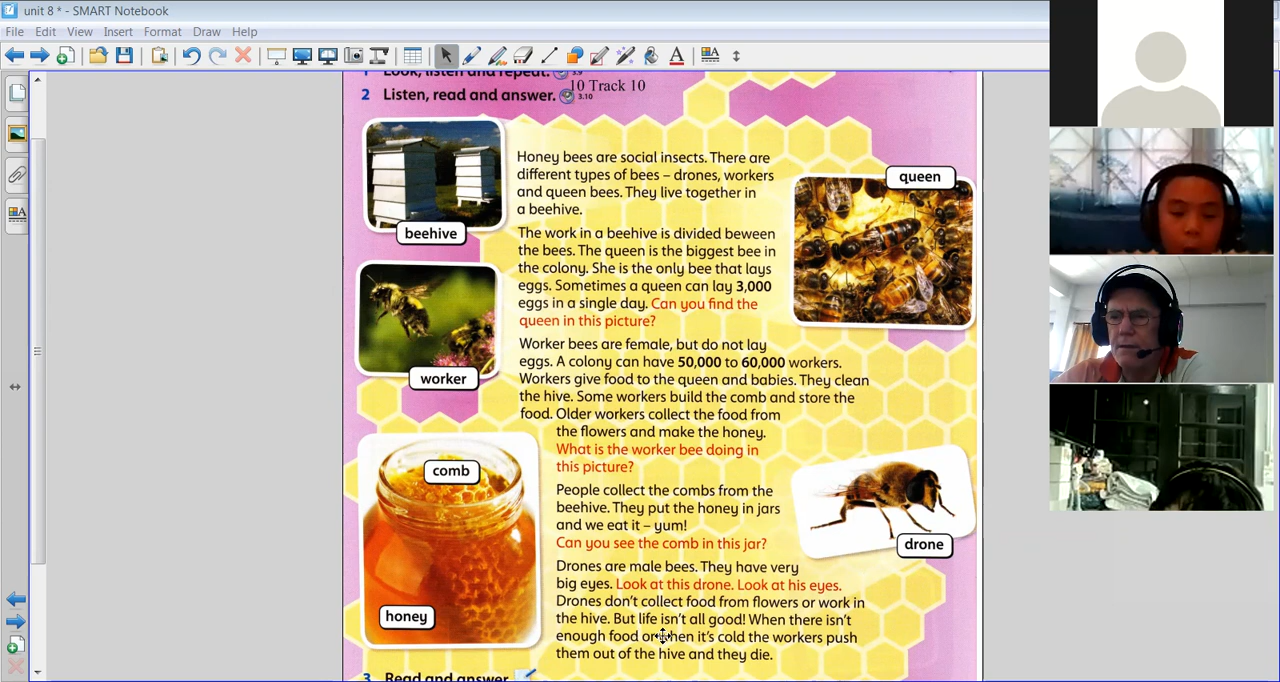 unit 8 * - SMART Notebook
File Edit View Insert Format Draw Help
1 Look, listen and repeat. 3.9
10 Track 10
2 Listen, read and answer. 3.10
Honey bees are social insects. There are
different types of bees – drones, workers
and queen bees. They live together in
a beehive.
beehive
queen
The work in a beehive is divided beween
the bees. The queen is the biggest bee in
the colony. She is the only bee that lays
eggs. Sometimes a queen can lay 3,000
eggs in a single day. Can you find the
queen in this picture?
worker
Worker bees are female, but do not lay
eggs. A colony can have 50,000 to 60,000 workers.
Workers give food to the queen and babies. They clean
the hive. Some workers build the comb and store the
food. Older workers collect the food from
the flowers and make the honey.
What is the worker bee doing in
this picture?
comb
honey
People collect the combs from the
beehive. They put the honey in jars
and we eat it – yum!
Can you see the comb in this jar?
drone
Drones are male bees. They have very
big eyes. Look at this drone. Look at his eyes.
Drones don't collect food from flowers or work in
the hive. But life isn't all good! When there isn't
enough food or when it's cold the workers push
them out of the hive and they die.
3 Read and answer.